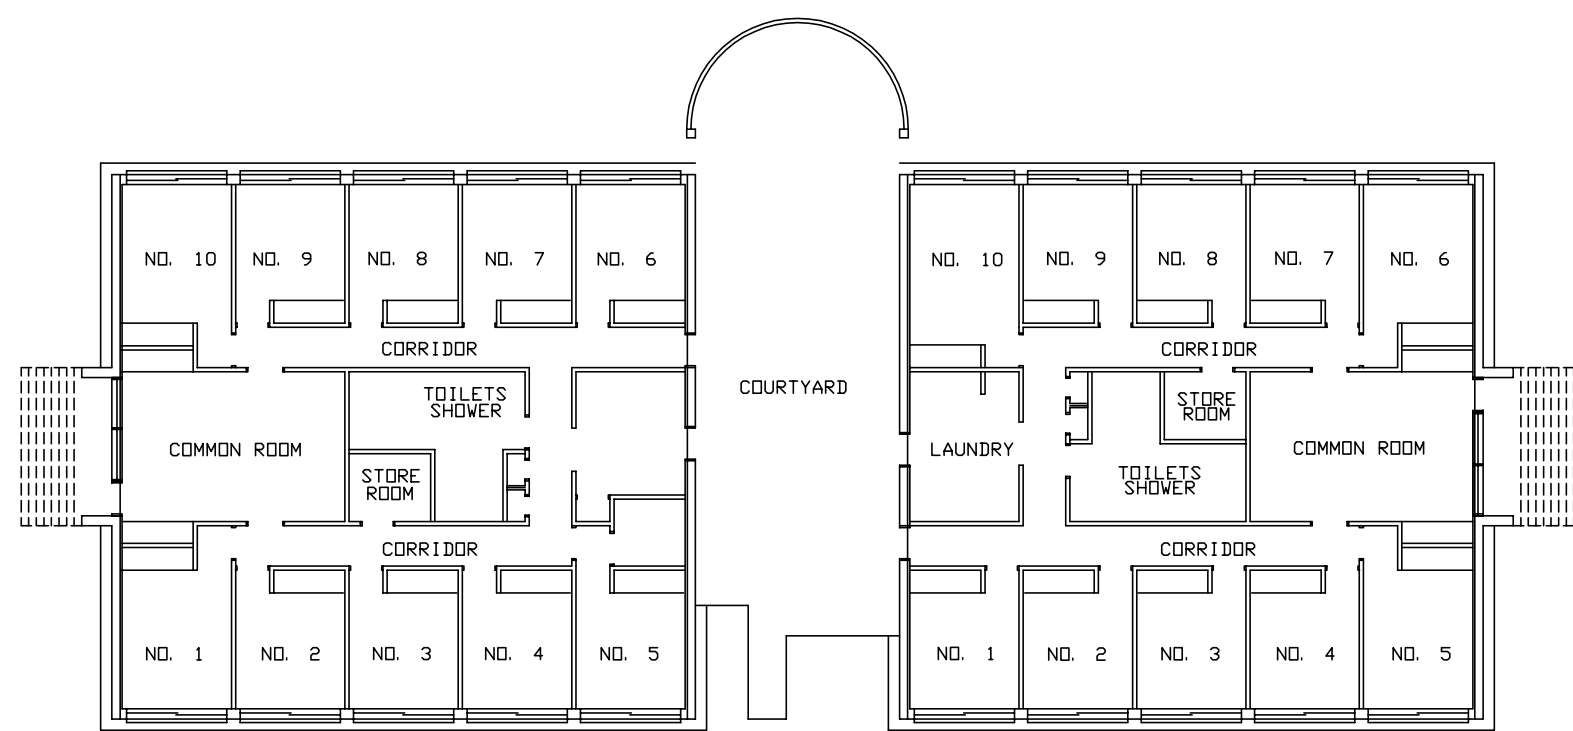 NO. 10
NO. 9
NO. 8
NO. 7
NO. 6
NO. 10
NO. 9
NO. 8
NO. 7
NO. 6
CORRIDOR
CORRIDOR
TOILETS
SHOWER
COURTYARD
STORE
ROOM
COMMON ROOM
STORE
ROOM
LAUNDRY
TOILETS
SHOWER
COMMON ROOM
CORRIDOR
CORRIDOR
NO. 1
NO. 2
NO. 3
NO. 4
NO. 5
NO. 1
NO. 2
NO. 3
NO. 4
NO. 5